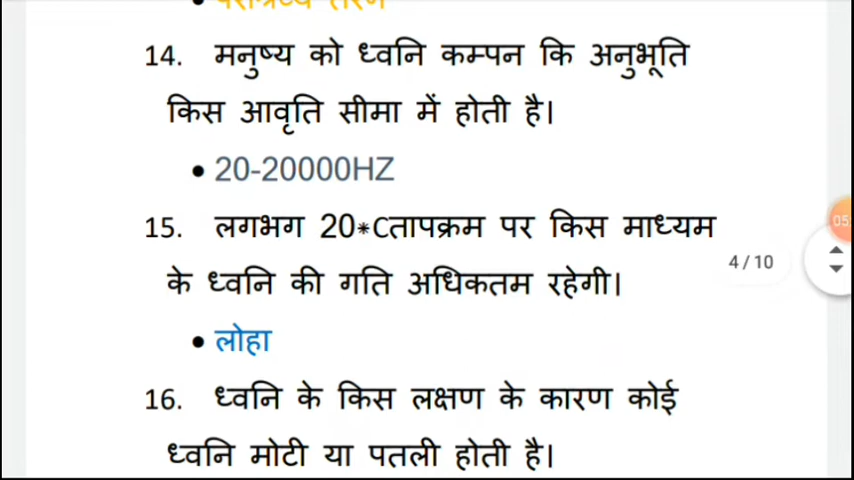 14. मनुष्य को ध्वनि कम्पन कि अनुभूति
किस आवृति सीमा में होती है।
• 20-20000HZ
15. लगभग 20*Cतापक्रम पर किस माध्यम
के ध्वनि की गति अधिकतम रहेगी।
4/10
• लोहा
16. ध्वनि के किस लक्षण के कारण कोई
ध्वनि मोटी या पतली होती है।